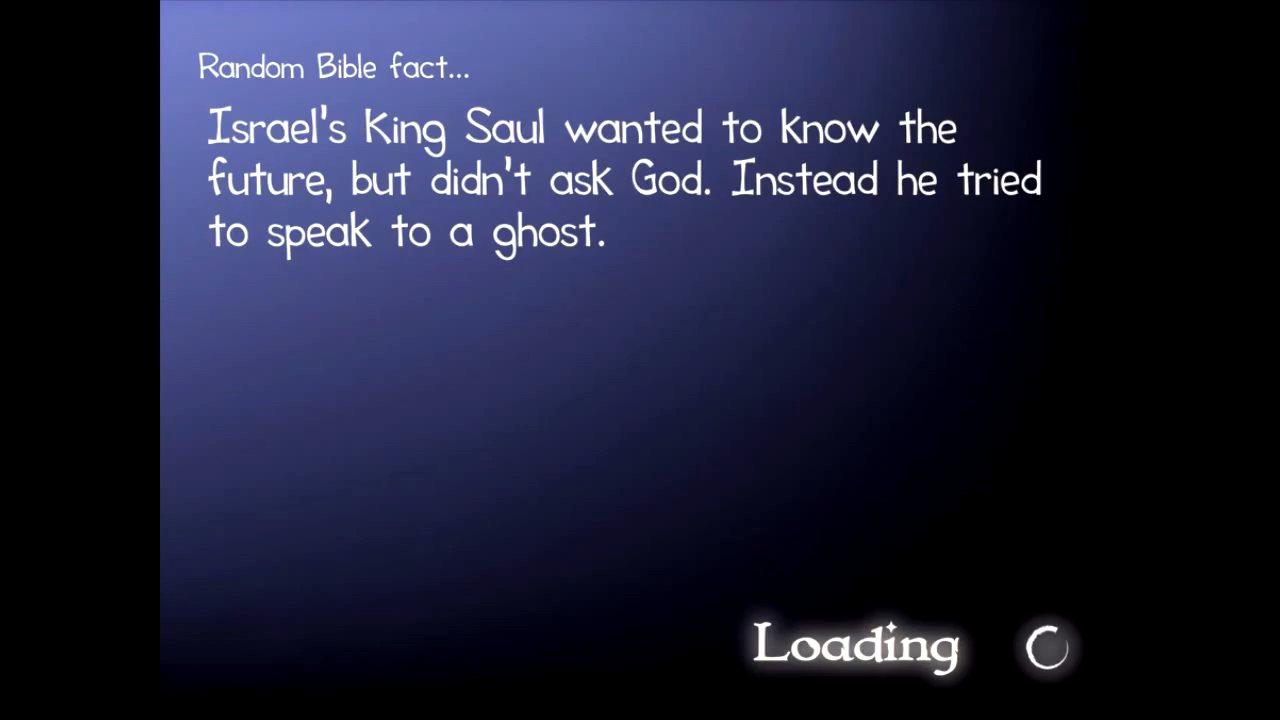 Random Bible fact...
Israel's King Saul wanted to know the
future, but didn't ask God. Instead he tried
to speak to a ghost.
Loading